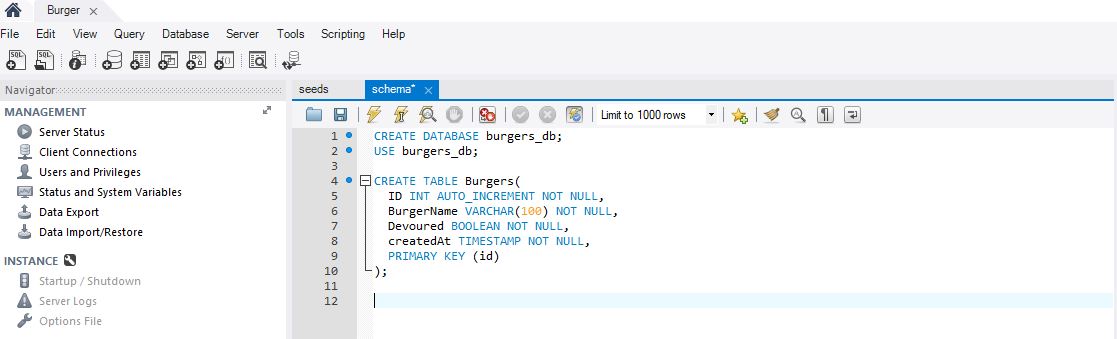 Burger
File Edit View Query Database Server Tools Scripting Help
SQL SQL
Navigator
MANAGEMENT
Server Status
Client Connections
Users and Privileges
Status and System Variables
Data Export
Data Import/Restore
INSTANCE
Startup / Shutdown
Server Logs
Options File
seeds schema*
Limit to 1000 rows
1 CREATE DATABASE burgers_db;
2 USE burgers_db;
3
4 CREATE TABLE Burgers(
5 ID INT AUTO_INCREMENT NOT NULL,
6 BurgerName VARCHAR(100) NOT NULL,
7 Devoured BOOLEAN NOT NULL,
8 createdAt TIMESTAMP NOT NULL,
9 PRIMARY KEY (id)
10 );
11
12